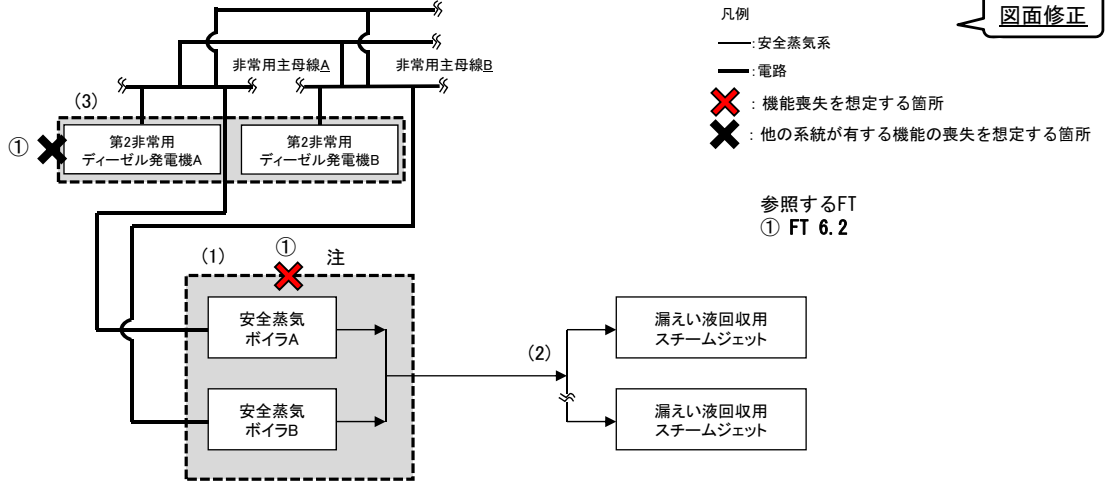 凡例
図面修正
:安全蒸気系
非常用主母線A
非常用主母線B
:電路
(3)
:機能喪失を想定する箇所
①
第2非常用
ディーゼル発電機A
第2非常用
ディーゼル発電機B
:他の系統が有する機能の喪失を想定する箇所
参照するFT
① FT 6.2
(1)
①
注
安全蒸気
ボイラA
漏えい液回収用
スチームジェット
(2)
安全蒸気
ボイラB
漏えい液回収用
スチームジェット